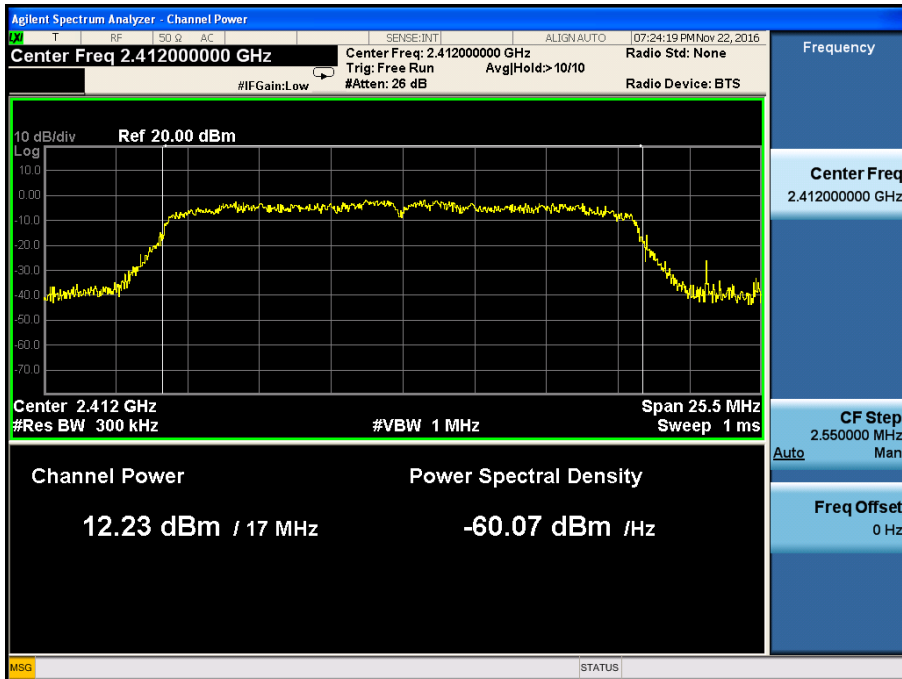 Agilent Spectrum Analyzer - Channel Power
LXI T RF 50 Ω AC SENSE:INT ALIGN AUTO 07:24:19 PM Nov 22, 2016
Center Freq 2.412000000 GHz
Center Freq: 2.412000000 GHz Radio Std: None
Trig: Free Run Avg|Hold:>10/10
#IFGain:Low #Atten: 26 dB Radio Device: BTS
Frequency
10 dB/div Ref 20.00 dBm
Log
10.0
0.00
-10.0
-20.0
-30.0
-40.0
-50.0
-60.0
-70.0
Center 2.412 GHz Span 25.5 MHz
#Res BW 300 kHz #VBW 1 MHz Sweep 1 ms
Channel Power Power Spectral Density
12.23 dBm / 17 MHz -60.07 dBm /Hz
Center Freq
2.412000000 GHz
CF Step
2.550000 MHz
Auto Man
Freq Offset
0 Hz
MSG STATUS